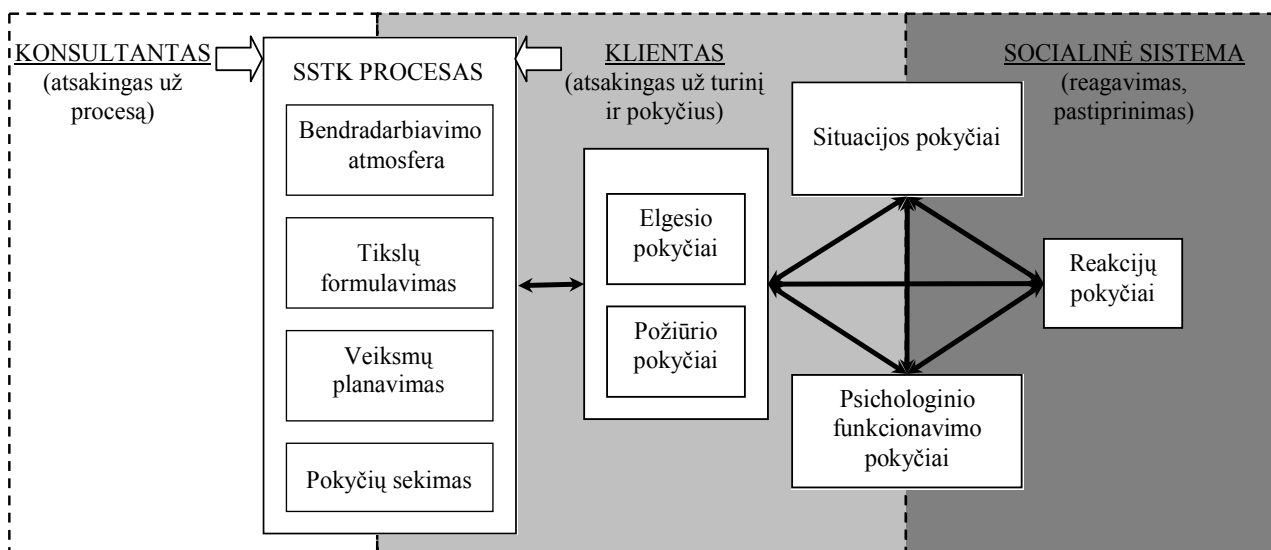 KONSULTANTAS
(atsakingas už
procesą)
SSTK PROCESAS
Bendradarbiavimo
atmosfera
Tikslų
formulavimas
Veiksmų
planavimas
Pokyčių sekimas
KLIENTAS
(atsakingas už turinį
ir pokyčius)
Elgesio
pokyčiai
Požiūrio
pokyčiai
Situacijos pokyčiai
Psichologinio
funkcionavimo
pokyčiai
SOCIALINĖ SISTEMA
(reagavimas,
pastiprinimas)
Reakcijų
pokyčiai